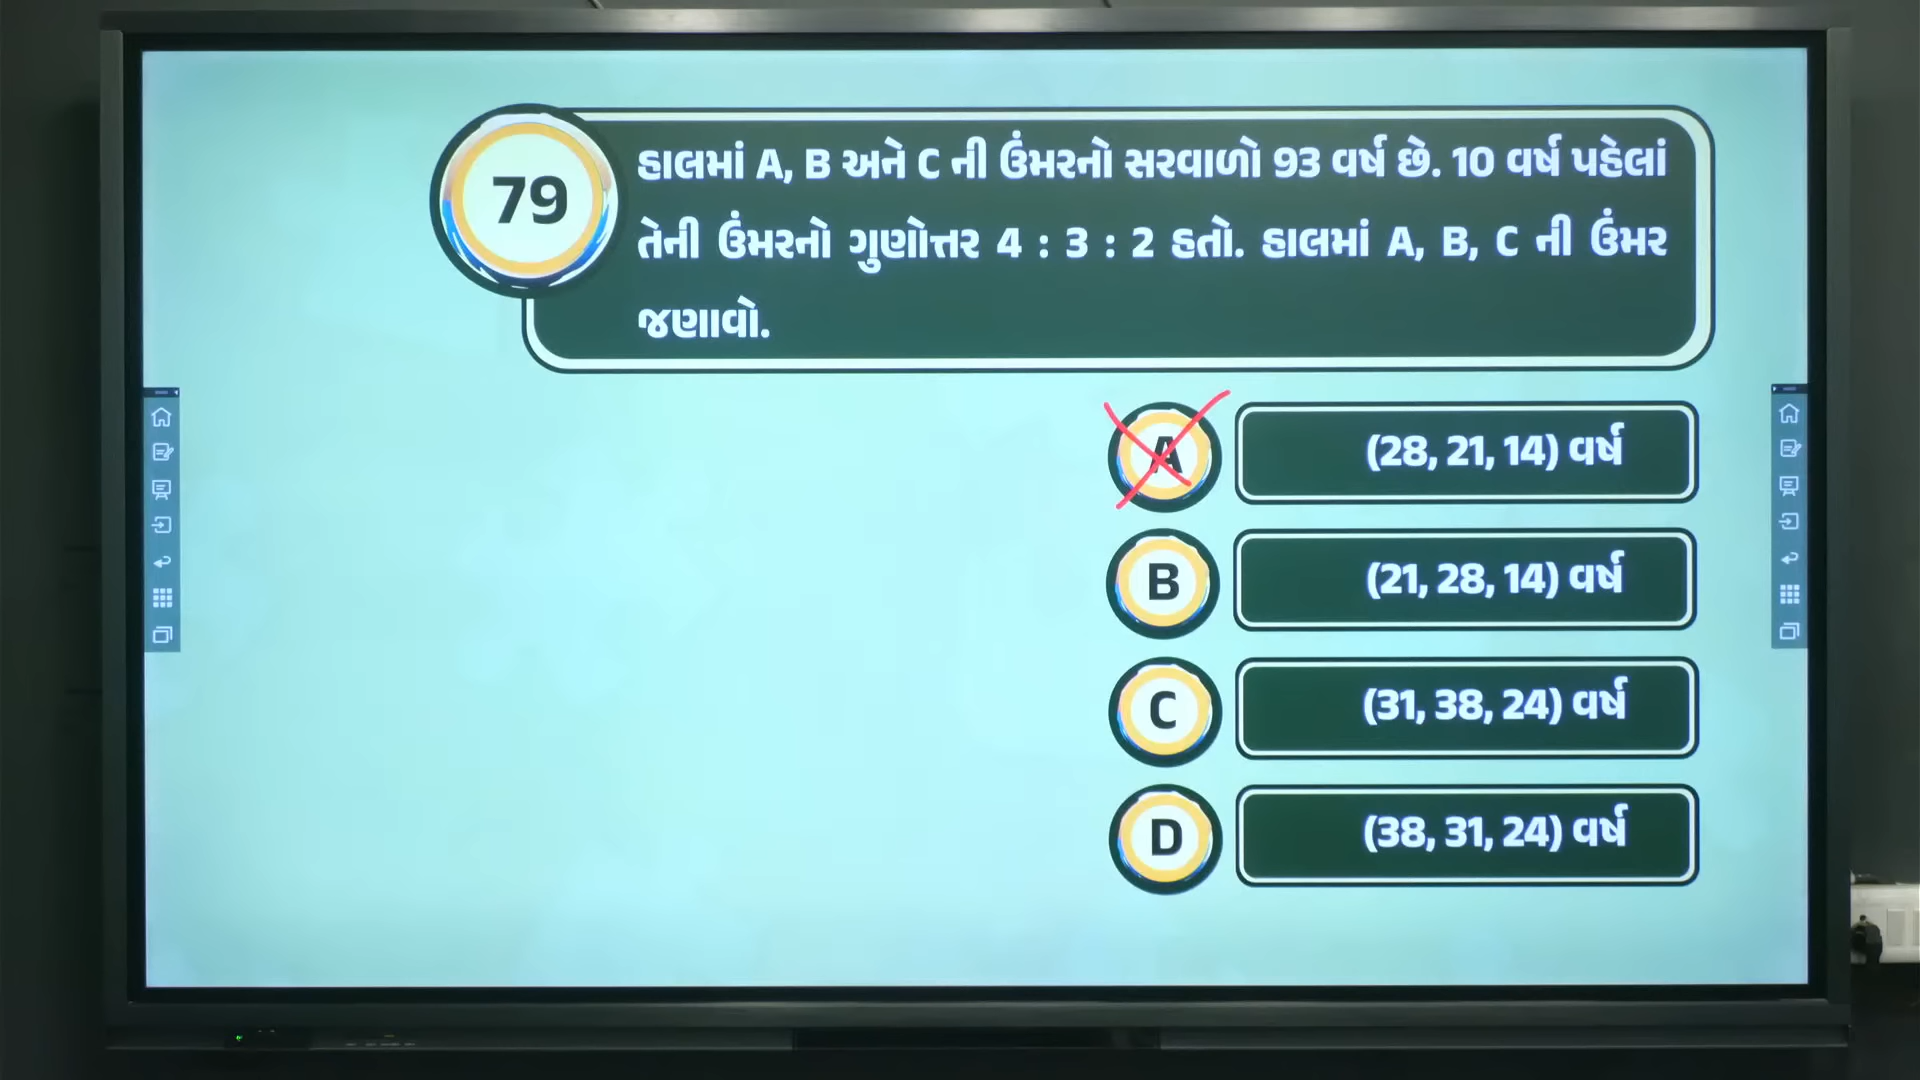 79
હાલમાં A, B અને C ની ઉંમરનો સરવાળો 93 વર્ષ છે. 10 વર્ષ પહેલાં
તેની ઉંમરનો ગુણોત્તર 4 : 3 : 2 હતો. હાલમાં A, B, C ની ઉંમર
જણાવો.
A (28, 21, 14) વર્ષ
B (21, 28, 14) વર્ષ
C (31, 38, 24) વર્ષ
D (38, 31, 24) વર્ષ